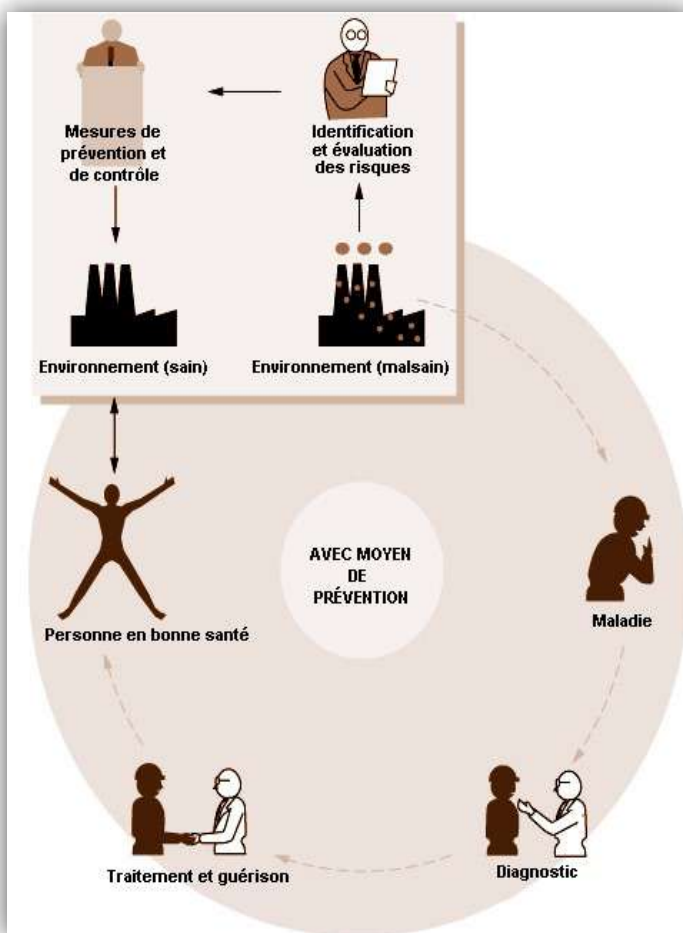 Mesures de
prévention et
de contrôle
Identification
et évaluation
des risques
Environnement (sain)
Environnement (malsain)
AVEC MOYEN
DE
PRÉVENTION
Personne en bonne santé
Maladie
Traitement et guérison
Diagnostic